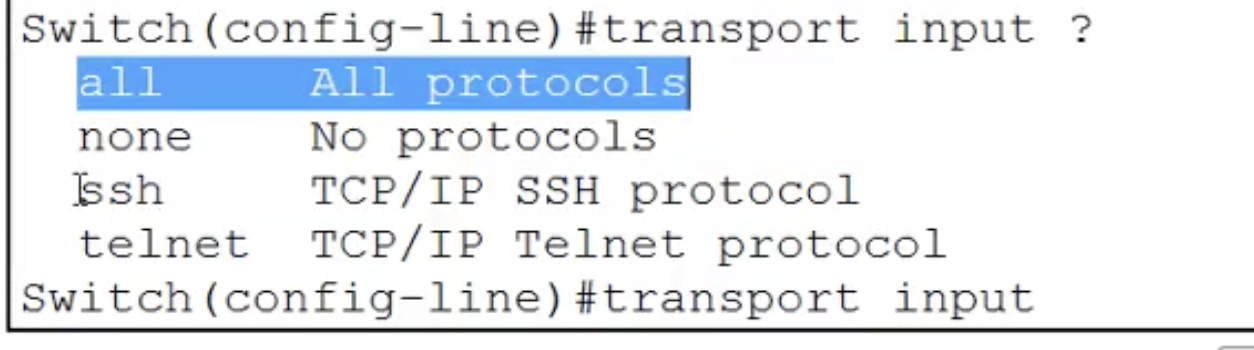 Switch(config-line)#transport input ?
all All protocols
none No protocols
ssh TCP/IP SSH protocol
telnet TCP/IP Telnet protocol
Switch(config-line)#transport input